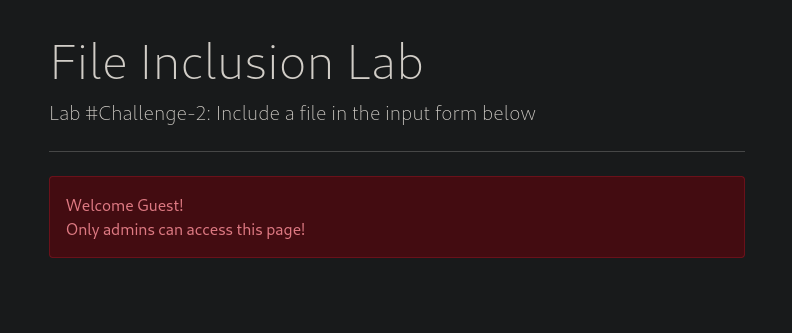 File Inclusion Lab
Lab #Challenge-2: Include a file in the input form below
Welcome Guest!
Only admins can access this page!